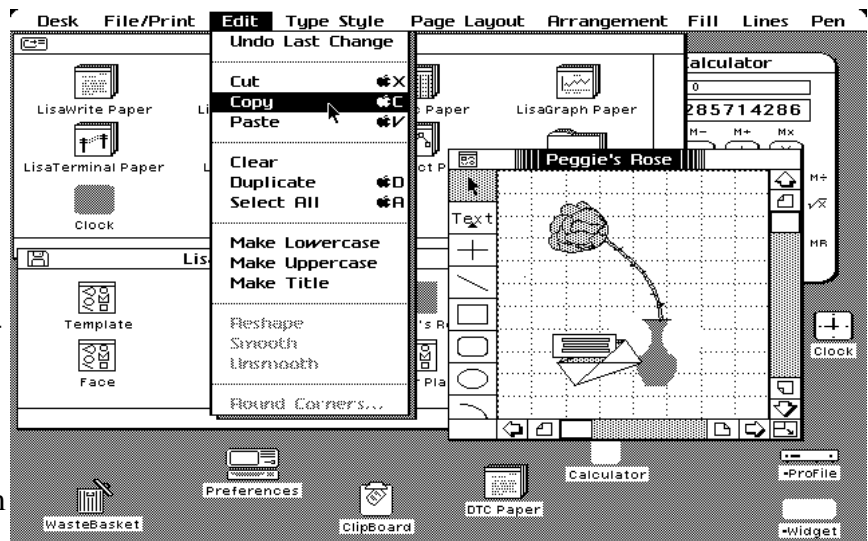 Desk File/Print Edit Type Style Page Layout Arrangement Fill Lines Pen
Undo Last Change
Cut X
Copy C
Paste V
Clear
Duplicate D
Select All A
Make Lowercase
Make Uppercase
Make Title
Reshape
Smooth
Unsmooth
Round Corners...
LisaWrite Paper
Paper
LisaGraph Paper
LisaTerminal Paper
Clock
Template
Face
Calculator
0
285714286
M- M+ Mx
M÷
√x
MR
Peggie's Rose
Text
Clock
Preferences
WasteBasket
ClipBoard
DTC Paper
Calculator
-ProFile
-Widget